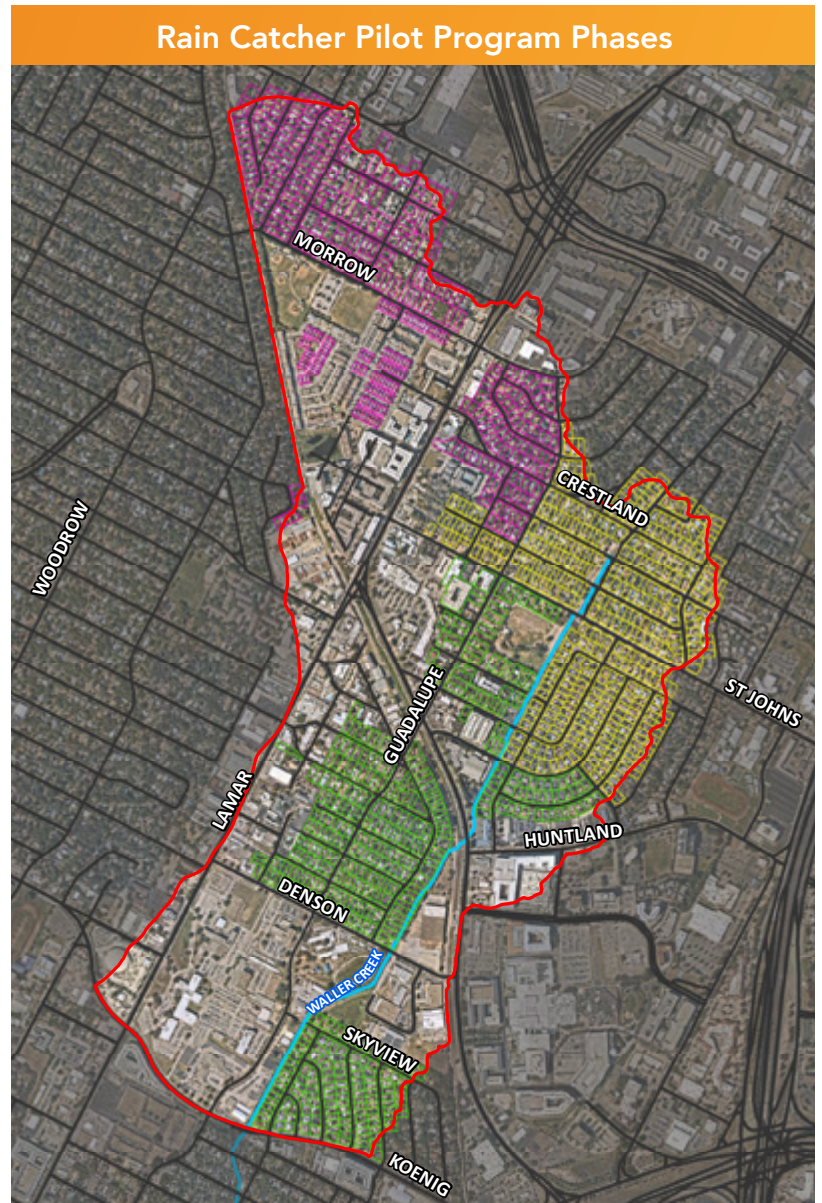 Rain Catcher Pilot Program Phases
MORROW
CRESTLAND
WOODROW
ST JOHNS
GUADALUPE
LAMAR
HUNTLAND
DENSON
WALLER CREEK
SKYVIEW
KOENIG